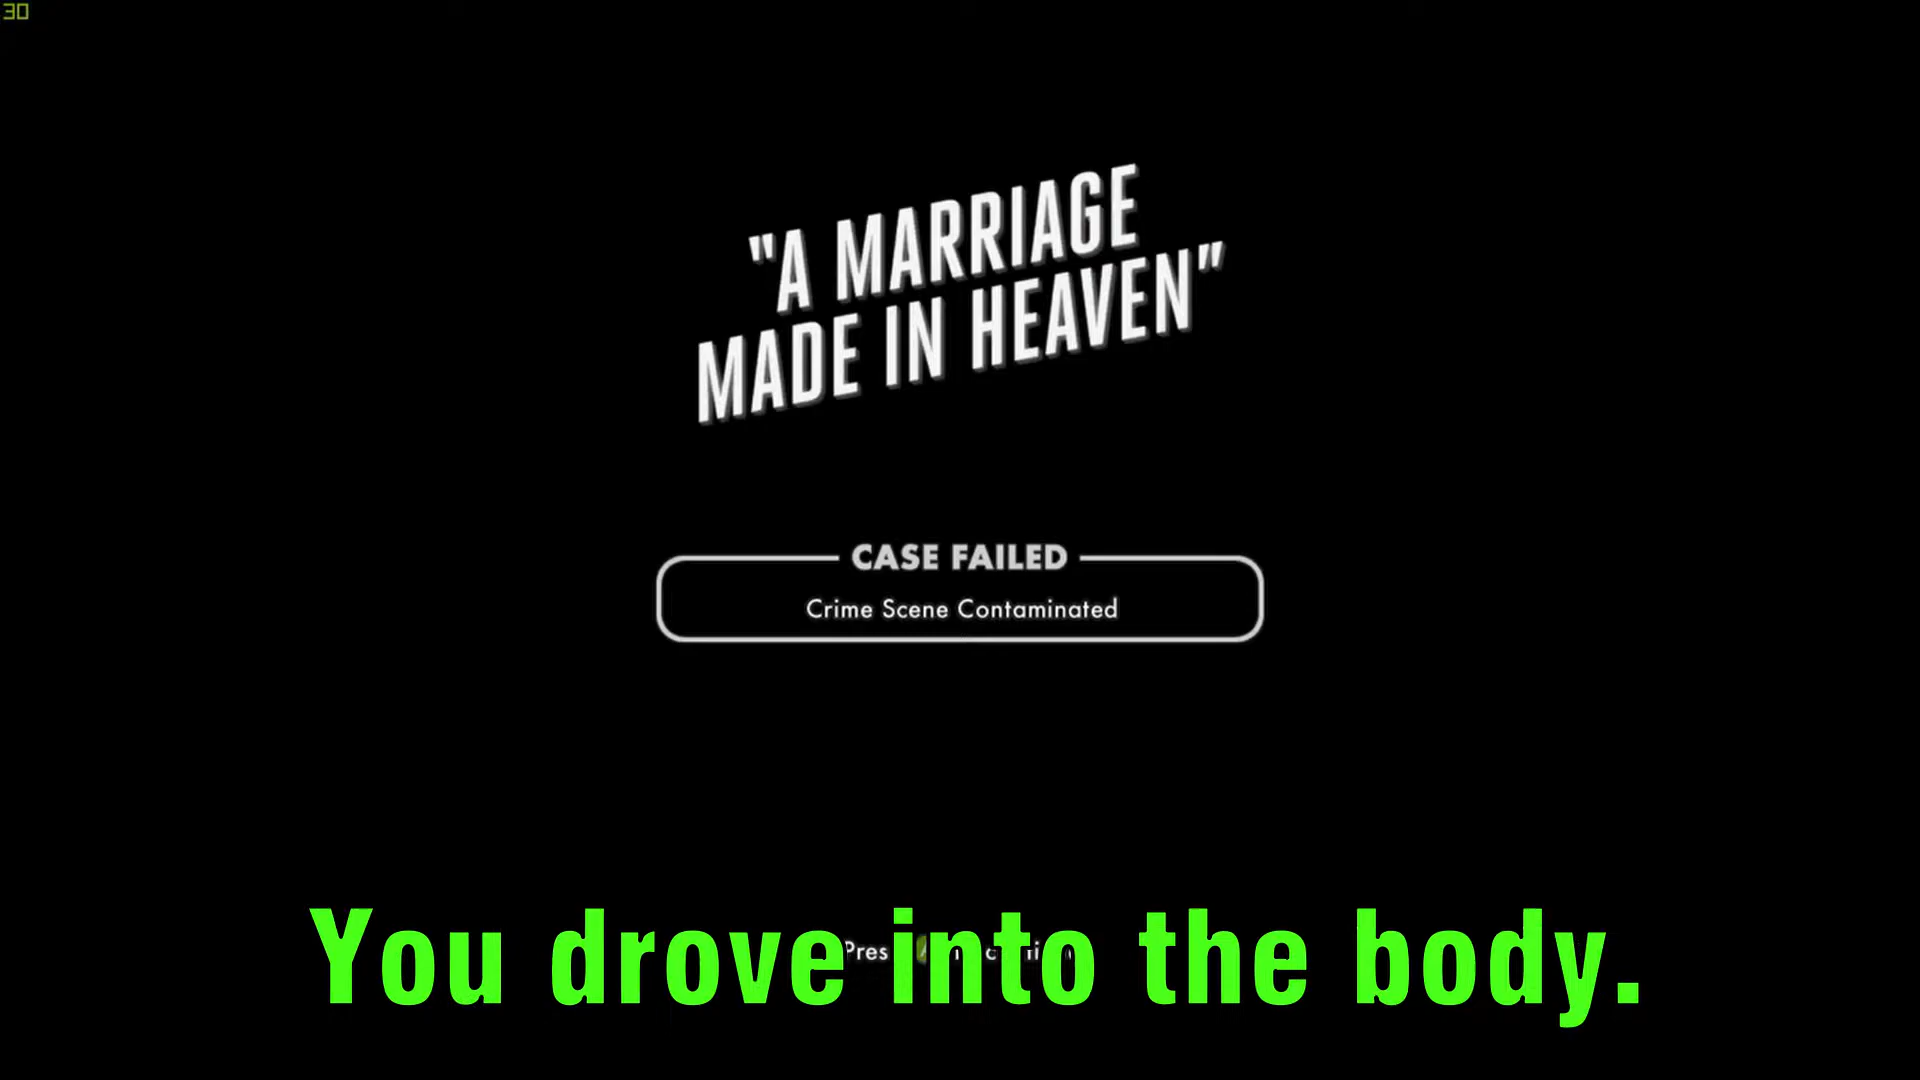 30
"A MARRIAGE
MADE IN HEAVEN"
CASE FAILED
Crime Scene Contaminated
You drove into the body.